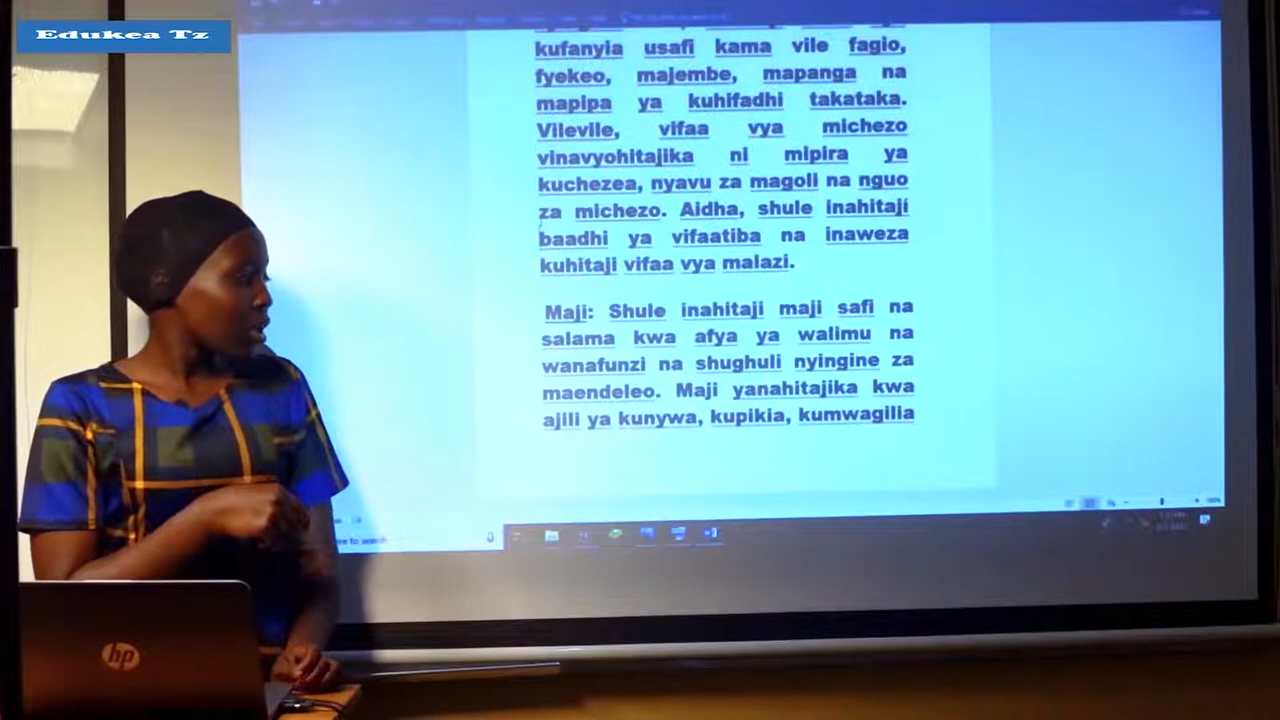 Edukea Tz
kufanyia usafi kama vile fagio,
fyekeo, majembe, mapanga na
mapipa ya kuhifadhi takataka.
Vilevile, vifaa vya michezo
vinavyohitajika ni mipira ya
kuchezea, nyavu za magoli na nguo
za michezo. Aidha, shule inahitaji
baadhi ya vifaatiba na inaweza
kuhitaji vifaa vya malazi.
Maji: Shule inahitaji maji safi na
salama kwa afya ya walimu na
wanafunzi na shughuli nyingine za
maendeleo. Maji yanahitajika kwa
ajili ya kunywa, kupikia, kumwagilia
to search
hp